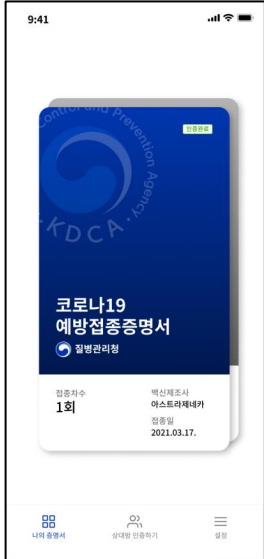 9:41
Control and Prevention Agency
KDCA
인증완료
코로나19
예방접종증명서
질병관리청
접종차수
1회
백신제조사
아스트라제네카
접종일
2021.03.17.
나의 증명서
상대방 인증하기
설정